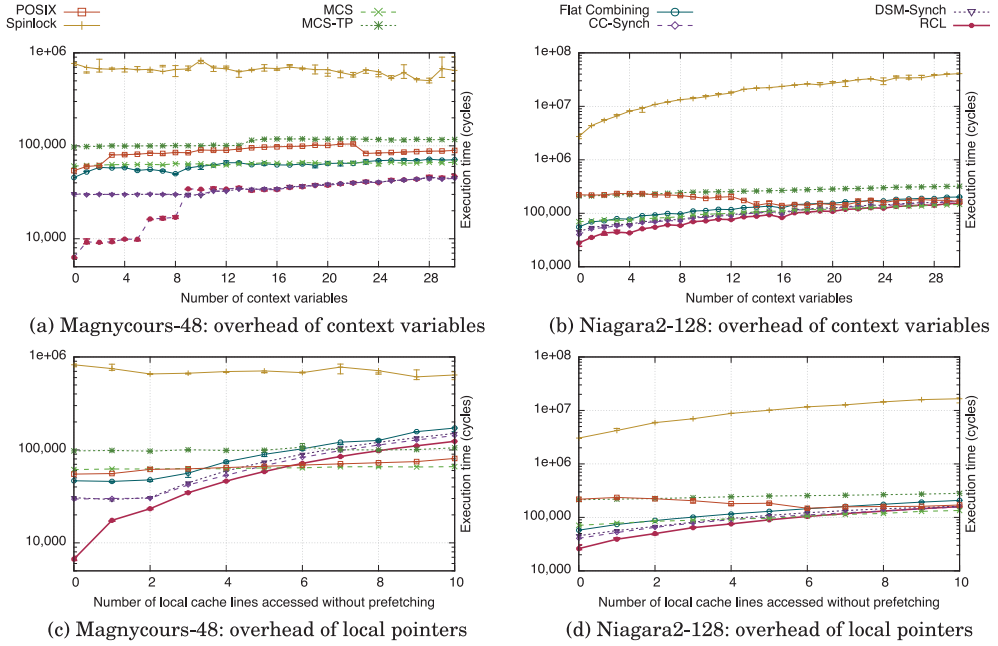 POSIX
Spinlock
MCS
MCS-TP
Flat Combining
CC-Synch
DSM-Synch
RCL
1e+06
100,000
10,000
0 4 8 12 16 20 24 28
Number of context variables
Execution time (cycles)
(a) Magnycours-48: overhead of context variables
1e+08
1e+07
1e+06
100,000
10,000
0 4 8 12 16 20 24 28
Number of context variables
Execution time (cycles)
(b) Niagara2-128: overhead of context variables
1e+06
100,000
10,000
0 2 4 6 8 10
Number of local cache lines accessed without prefetching
Execution time (cycles)
(c) Magnycours-48: overhead of local pointers
1e+08
1e+07
1e+06
100,000
10,000
0 2 4 6 8 10
Number of local cache lines accessed without prefetching
Execution time (cycles)
(d) Niagara2-128: overhead of local pointers